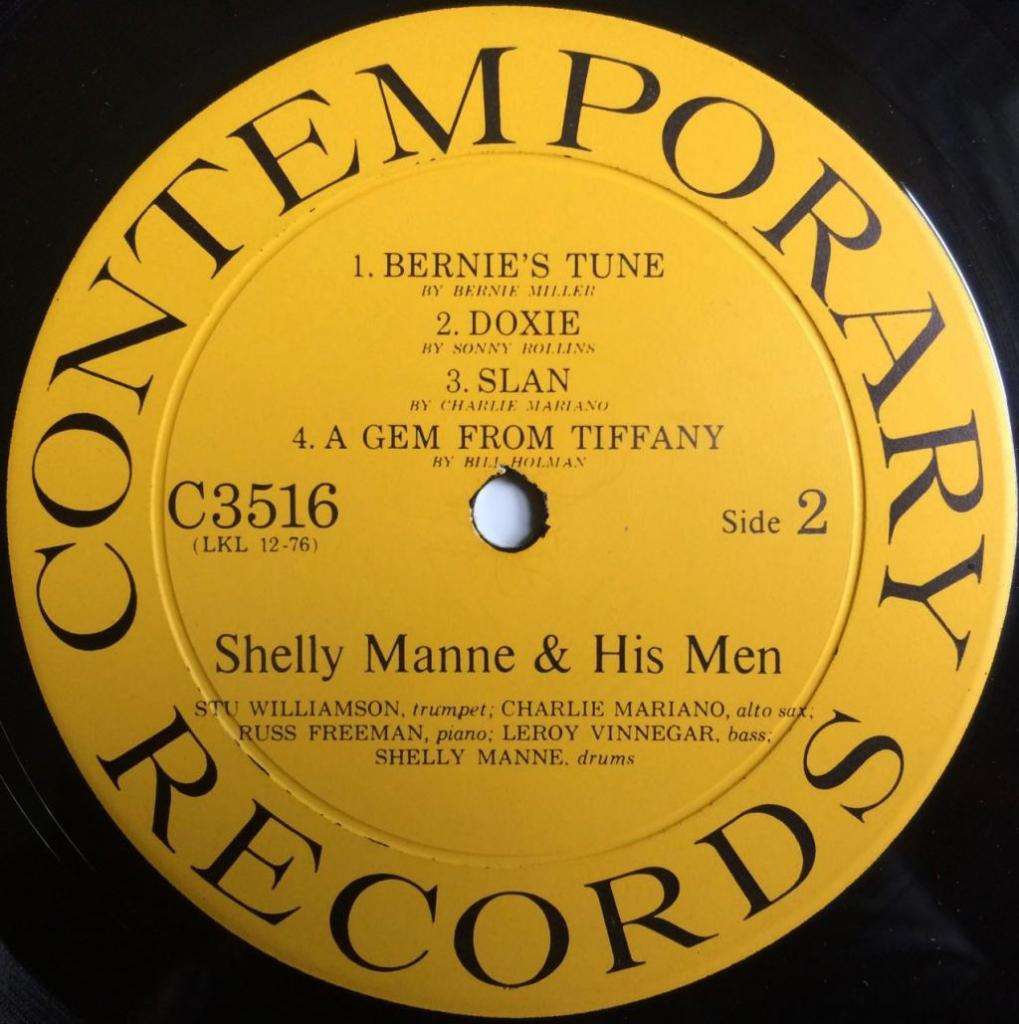 CONTEMPORARY
1. BERNIE'S TUNE
BY BERNIE MILLER
2. DOXIE
BY SONNY ROLLINS
3. SLAN
BY CHARLIE MARIANO
4. A GEM FROM TIFFANY
BY BILL HOLMAN
C3516
Side 2
(LKL 12-76)
Shelly Manne & His Men
STU WILLIAMSON, trumpet; CHARLIE MARIANO, alto sax;
RUSS FREEMAN, piano; LEROY VINNEGAR, bass;
SHELLY MANNE, drums
RECORDS